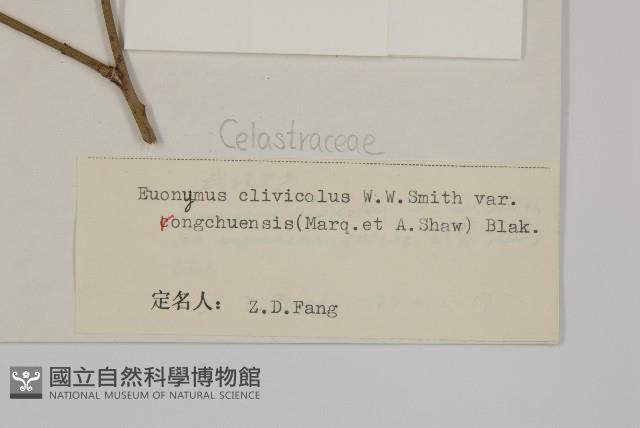 Celastraceae
Euonymus clivicolus W.W.Smith var.
rongchuensis(Marq.et A.Shaw) Blak.
定名人: Z.D.Fang
國立自然科學博物館
NATIONAL MUSEUM OF NATURAL SCIENCE